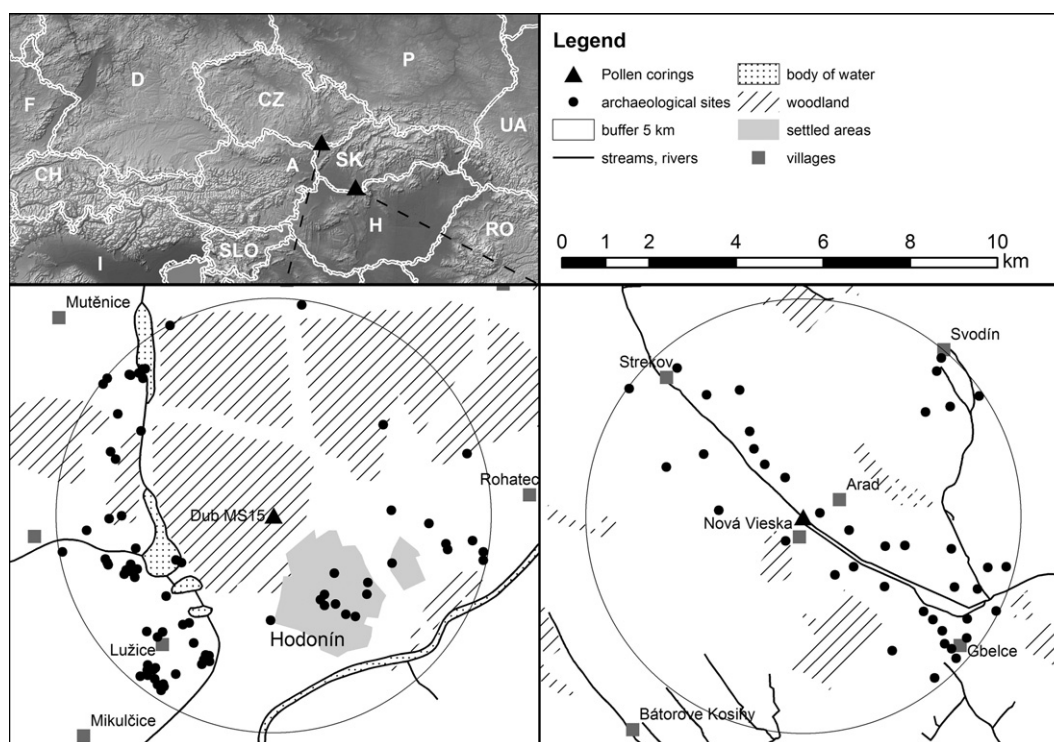 D
P
F
CZ
UA
A
SK
CH
H
RO
SLO
I
Legend
Pollen corings
archaeological sites
buffer 5 km
streams, rivers
body of water
woodland
settled areas
villages
0 2 4 6 8 10
km
Mutěnice
Rohatec
Dub MS15
Hodonín
Lužice
Mikulčice
Svodín
Strekov
Arad
Nová Vieska
Gbelce
Bátorove Kosihy